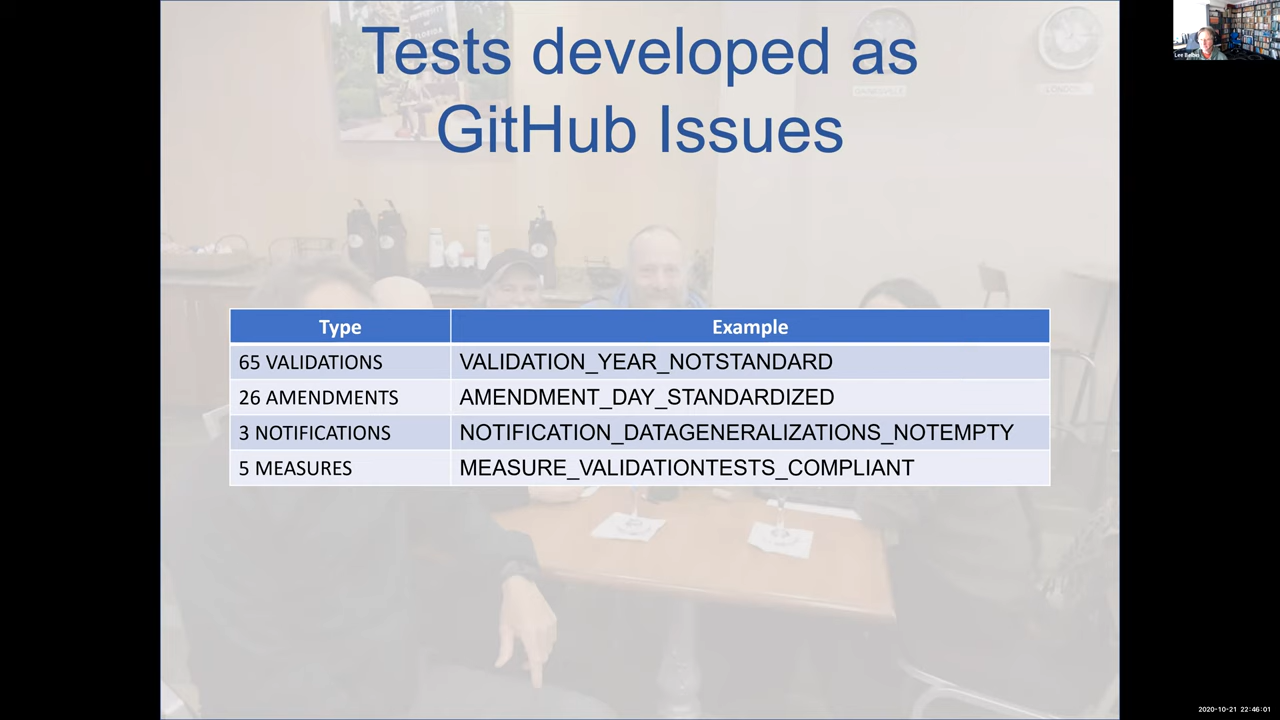 Tests developed as
GitHub Issues
Type Example
65 VALIDATIONS VALIDATION_YEAR_NOTSTANDARD
26 AMENDMENTS AMENDMENT_DAY_STANDARDIZED
3 NOTIFICATIONS NOTIFICATION_DATAGENERALIZATIONS_NOTEMPTY
5 MEASURES MEASURE_VALIDATIONTESTS_COMPLIANT
LONDON
2020-10-21 22:46:01